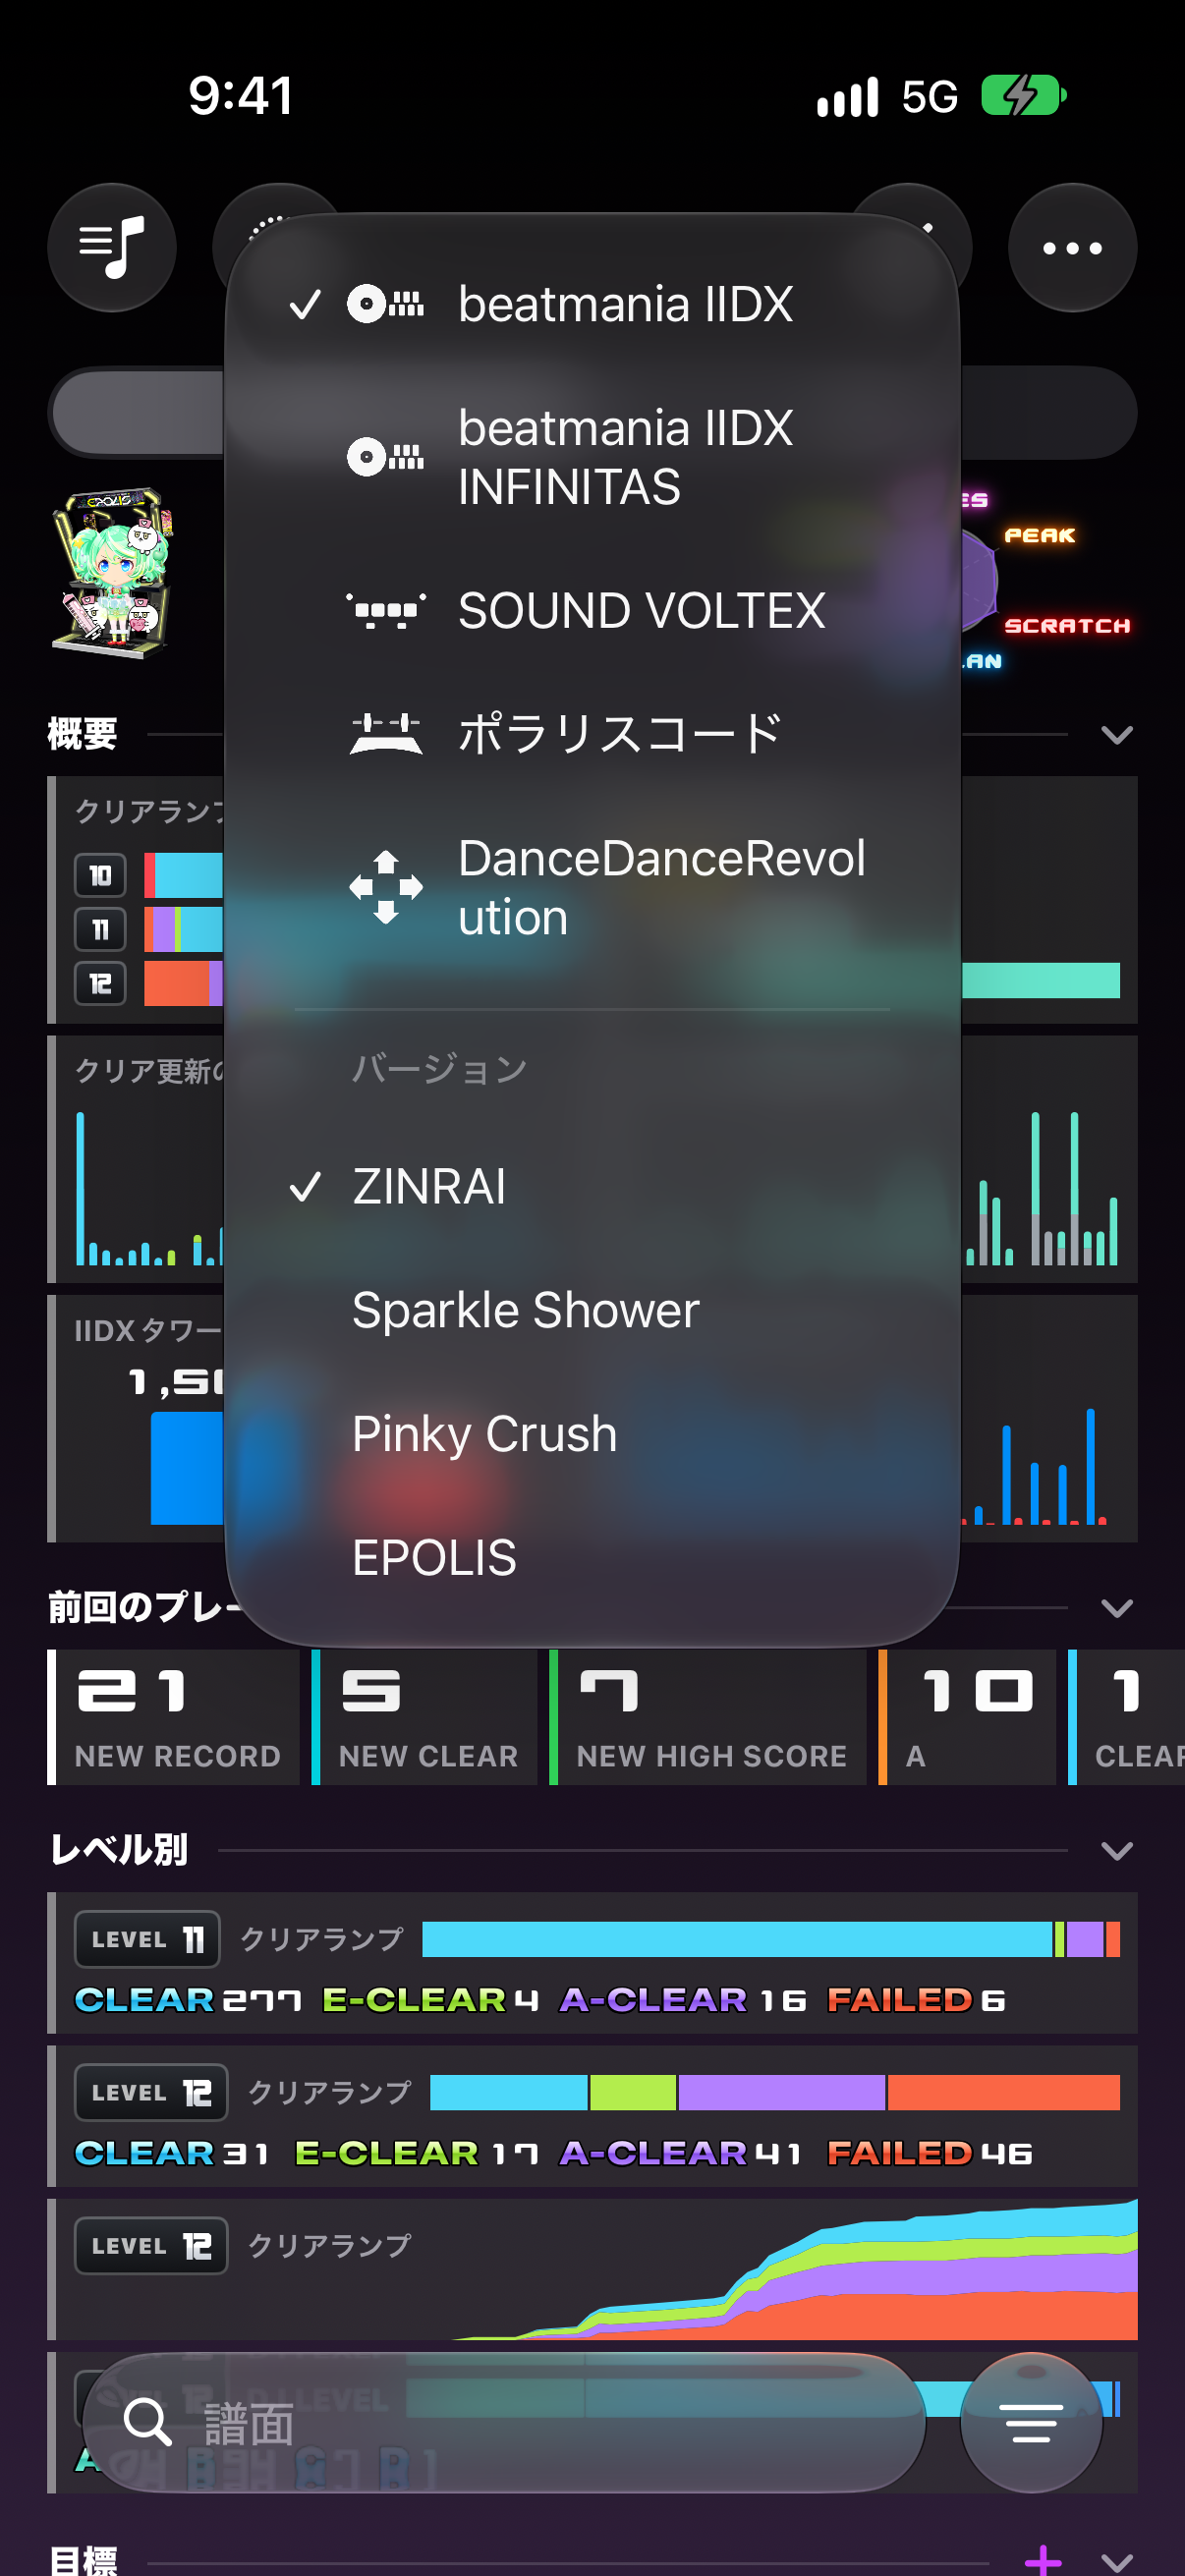 9:41
5G
beatmania IIDX
beatmania IIDX
INFINITAS
SOUND VOLTEX
ポラリスコード
DanceDanceRevol
ution
バージョン
ZINRAI
Sparkle Shower
Pinky Crush
EPOLIS
EPOLIS
PEAK
SCRATCH
概要
クリアラン
10
11
12
クリア更新の
IIDX タワー
前回のプレー
21
NEW RECORD
5
NEW CLEAR
7
NEW HIGH SCORE
10
A
1
CLEAR
レベル別
LEVEL 11 クリアランプ
CLEAR 277 E-CLEAR 4 A-CLEAR 16 FAILED 6
LEVEL 12 クリアランプ
CLEAR 31 E-CLEAR 17 A-CLEAR 41 FAILED 46
LEVEL 12 クリアランプ
譜面
目標